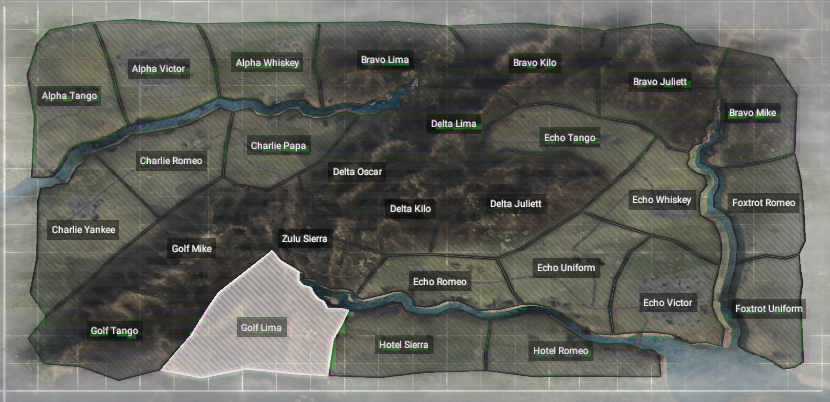 Bravo Lima
Alpha Whiskey
Bravo Kilo
Alpha Victor
Bravo Juliett
Alpha Tango
Bravo Mike
Delta Lima
Echo Tango
Charlie Papa
Charlie Romeo
Delta Oscar
Echo Whiskey
Foxtrot Romeo
Delta Juliett
Delta Kilo
Charlie Yankee
Zulu Sierra
Golf Mike
Echo Uniform
Echo Romeo
Echo Victor
Foxtrot Uniform
Golf Lima
Golf Tango
Hotel Sierra
Hotel Romeo